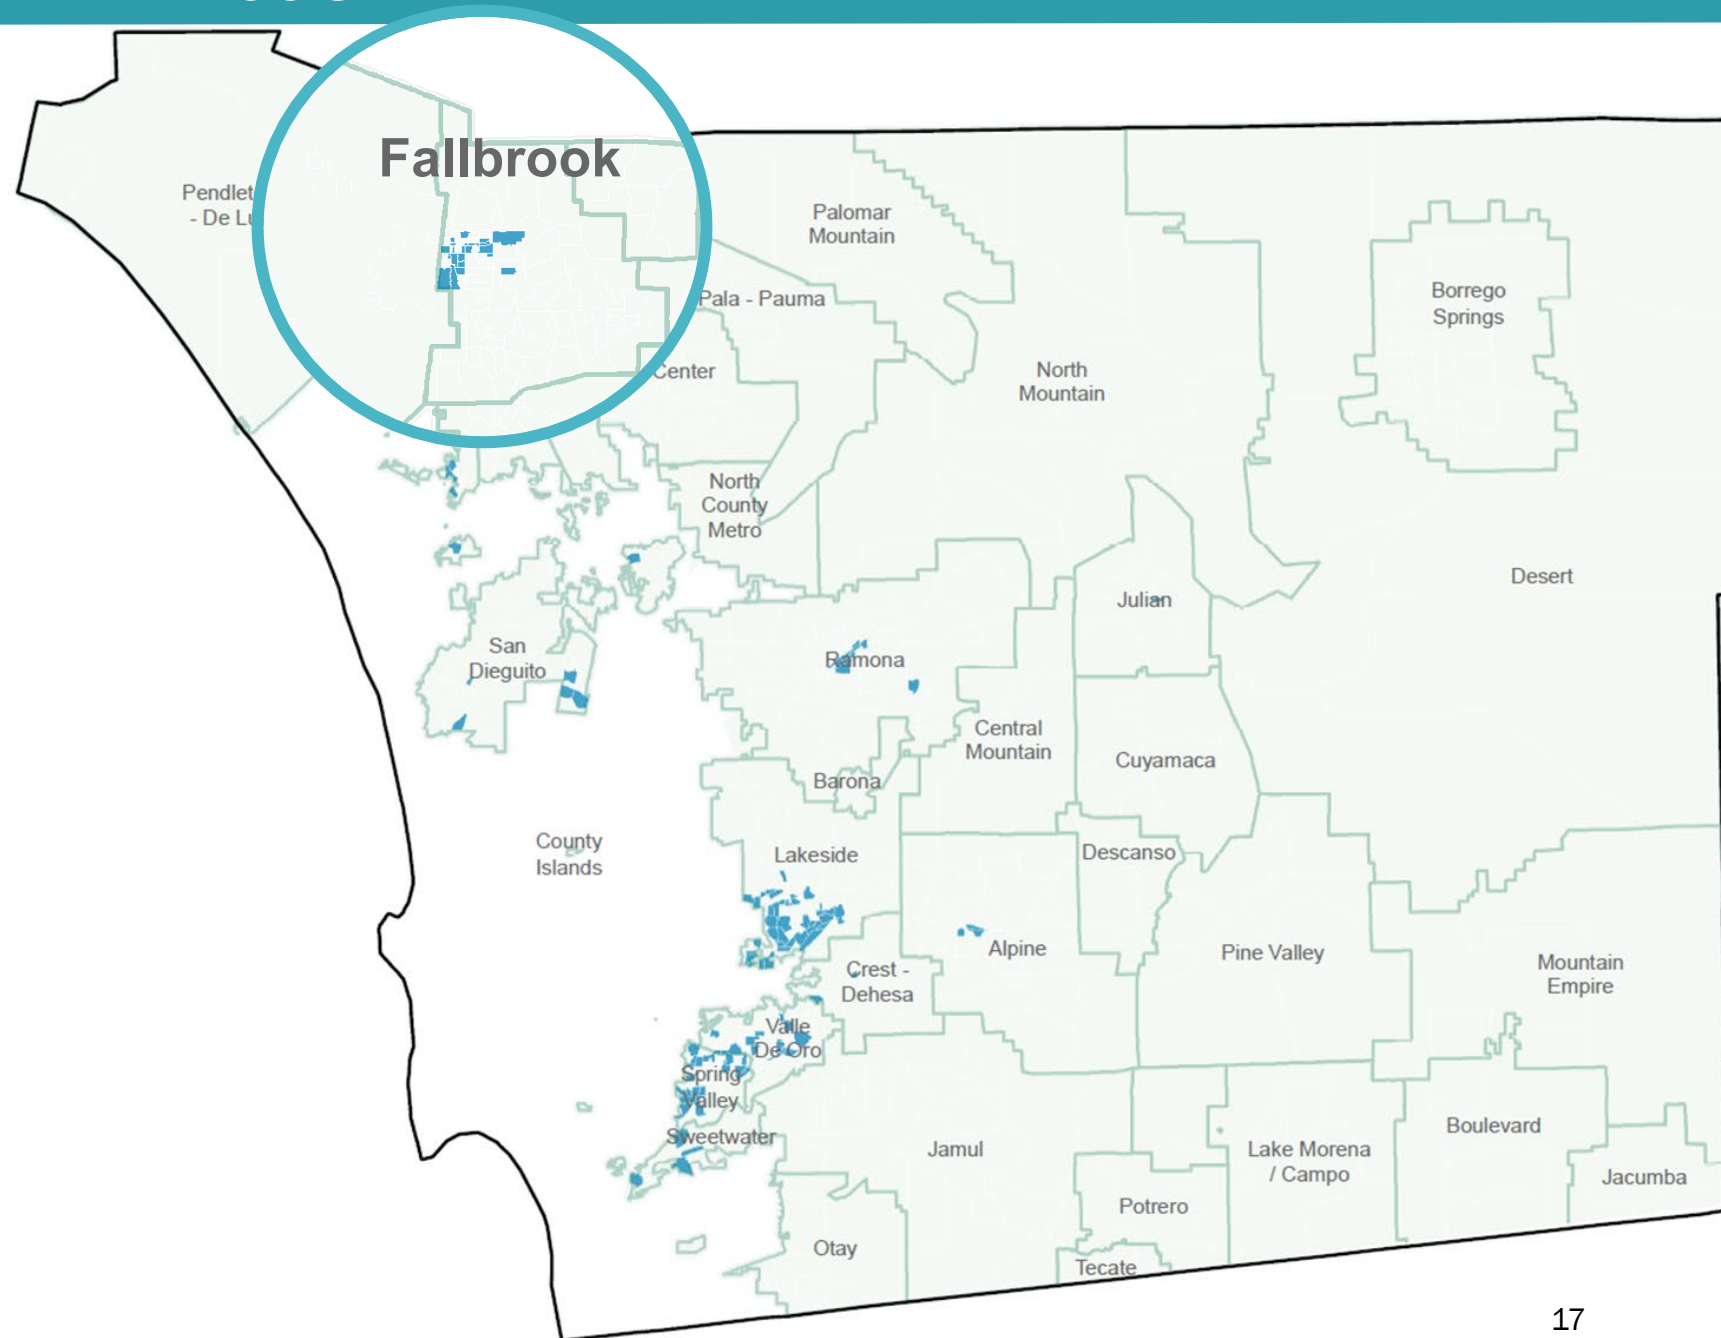 Fallbrook
Pendlet
- De Lu
Palomar
Mountain
Pala - Pauma
Borrego
Springs
Center
North
Mountain
North
County
Metro
Desert
Julian
San
Dieguito
Ramona
Central
Mountain
Cuyamaca
Barona
County
Islands
Lakeside
Descanso
Alpine
Pine Valley
Crest -
Dehesa
Mountain
Empire
Valle
De Oro
Spring
Valley
Sweetwater
Jamul
Lake Morena
/ Campo
Boulevard
Jacumba
Potrero
Otay
Tecate
17